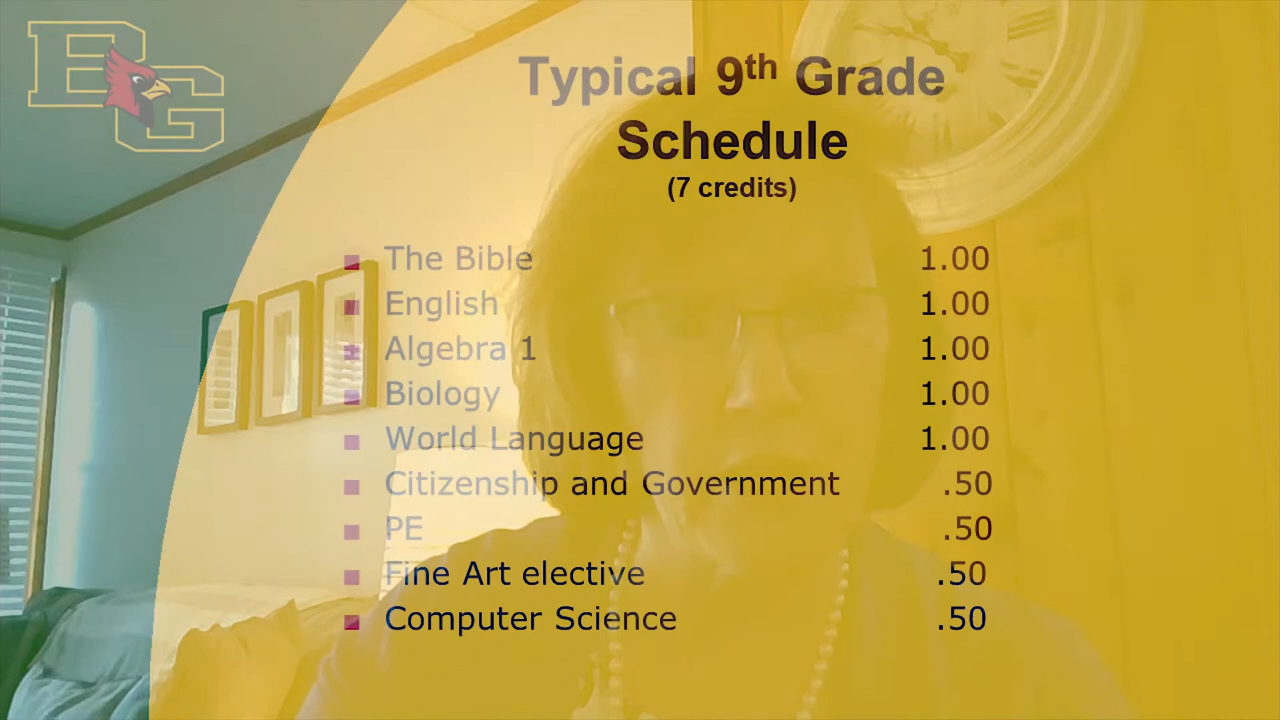 BG
Typical 9th Grade
Schedule
(7 credits)
The Bible 1.00
English 1.00
Algebra 1 1.00
Biology 1.00
World Language 1.00
Citizenship and Government .50
PE .50
Fine Art elective .50
Computer Science .50